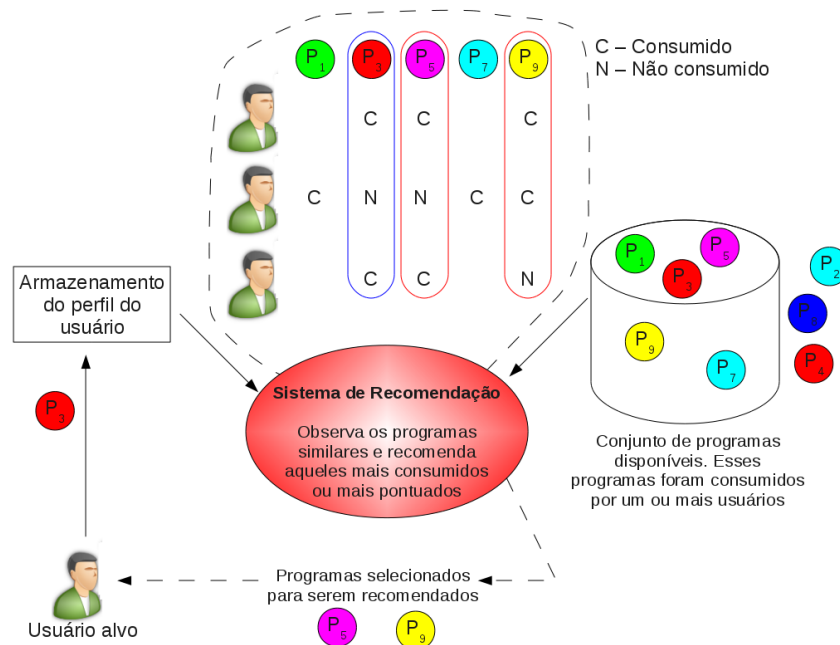 P1 P3 P5 P7 P9
C – Consumido
N – Não consumido
C C C
C N N C C
C C N
Armazenamento
do perfil do
usuário
P1 P5
P3
P2
P9
P7
P4
P3
Sistema de Recomendação
Observa os programas
similares e recomenda
aqueles mais consumidos
ou mais pontuados
Conjunto de programas
disponíveis. Esses
programas foram consumidos
por um ou mais usuários
Programas selecionados
para serem recomendados
P5 P9
Usuário alvo